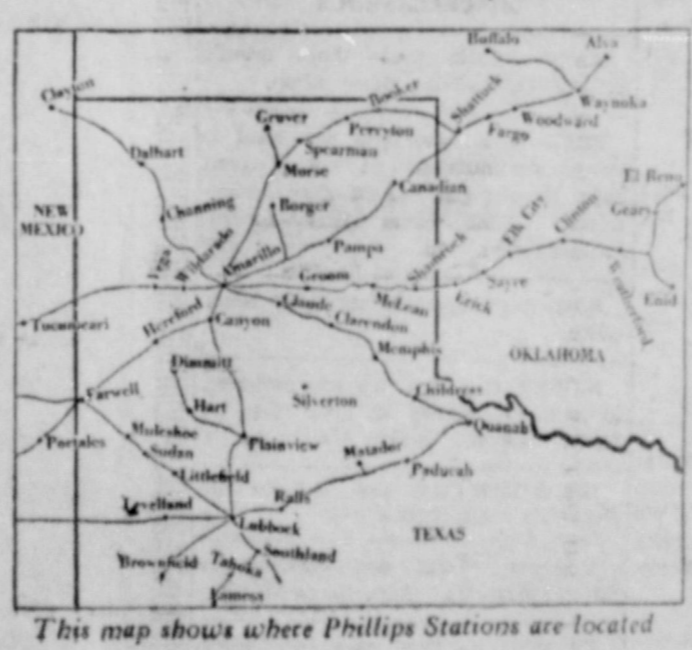 Buffalo
Alva
Clayton
Booker
Shattuck
Waynoka
Gruver
Perryton
Fargo
Woodward
Spearman
Dalhart
Morse
Canadian
El Reno
Channing
Borger
Geary
NEW
MEXICO
Elk City
Clinton
Vega
Wildorado
Amarillo
Pampa
Shamrock
Groom
Sayre
McLean
Erick
Weatherford
Enid
Claude
Tucumcari
Hereford
Canyon
Clarendon
Memphis
OKLAHOMA
Dimmitt
Farwell
Silverton
Childress
Hart
Quanah
Muleshoe
Portales
Plainview
Sudan
Matador
Paducah
Littlefield
Levelland
Ralls
Lubbock
TEXAS
Southland
Brownfield
Tahoka
Lamesa
This map shows where Phillips Stations are located